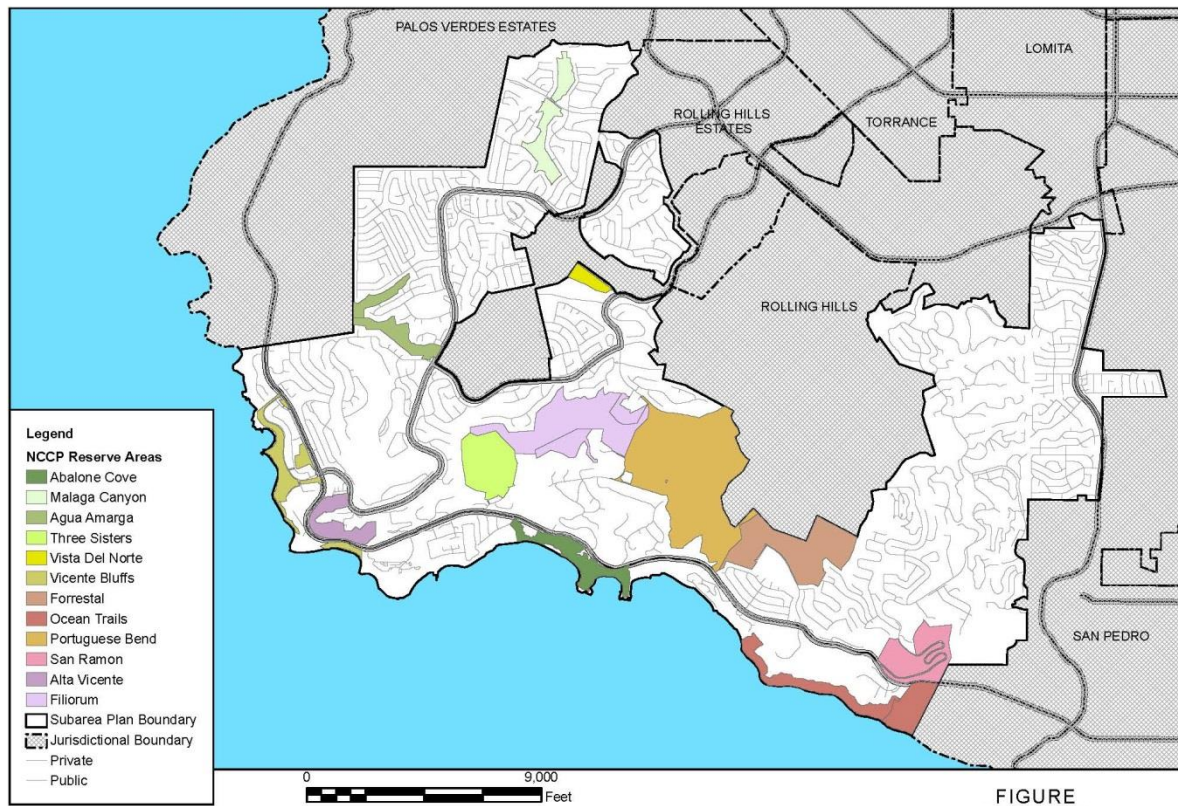 PALOS VERDES ESTATES
LOMITA
ROLLING HILLS
ESTATES
TORRANCE
ROLLING HILLS
SAN PEDRO
Legend
NCCP Reserve Areas
Abalone Cove
Malaga Canyon
Agua Amarga
Three Sisters
Vista Del Norte
Vicente Bluffs
Forrestal
Ocean Trails
Portuguese Bend
San Ramon
Alta Vicente
Filiorum
Subarea Plan Boundary
Jurisdictional Boundary
Private
Public
0 9,000
Feet
FIGURE